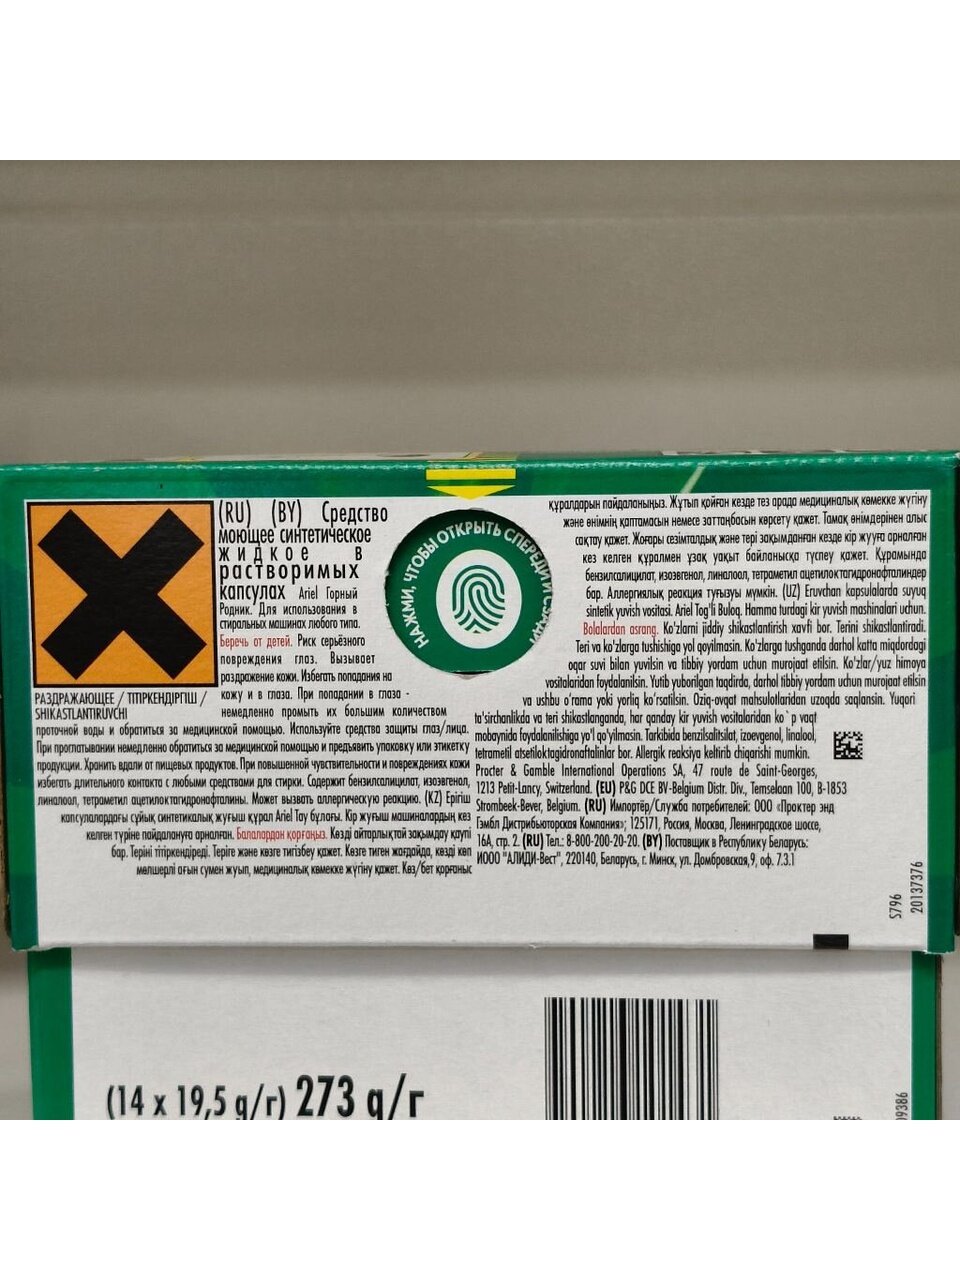 (RU) (BY) Средство
моющее синтетическое
жидкое в
растворимых
капсулах Ariel Горный
Родник. Для использования в
стиральных машинах любого типа.
Беречь от детей. Риск серьёзного
повреждения глаз. Вызывает
раздражение кожи. Избегать попадания на
кожу и в глаза. При попадании в глаза -
немедленно промыть их большим количеством
РАЗДРАЖАЮЩЕЕ / ТІТІРКЕНДІРГІШ /
SHIKASTLANTIRUVCHI
проточной воды и обратиться за медицинской помощью. Используйте средства защиты глаз/лица.
При проглатывании немедленно обратиться за медицинской помощью и предъявить упаковку или этикетку
продукции. Хранить вдали от пищевых продуктов. При повышенной чувствительности и повреждениях кожи
избегать длительного контакта с любыми средствами для стирки. Содержит бензилсалицилат, изоэвгенол,
линалоол, тетраметил ацетилоктагидронафталины. Может вызвать аллергическую реакцию. (KZ) Ерігіш
капсулалардағы сұйық синтетикалық жуғыш құрал Ariel Тау бұлағы. Кір жуғыш машиналардың кез
келген түріне пайдалануға арналған. Балалардан қорғаңыз. Көзді айтарлықтай зақымдау қаупі
бар. Теріні тітіркендіреді. Теріге және көзге тигізбеу қажет. Көзге тиген жағдайда, көзді көп
мөлшерлі ағын сумен жуып, медициналық көмекке жүгіну қажет. Көз/бет қорғаныс
НАЖМИ, ЧТОБЫ ОТКРЫТЬ СПЕРЕДИ И СЗАДИ
құралдарын пайдаланыңыз. Жұтып қойған кезде тез арада медициналық көмекке жүгіну
және өнімнің қаптамасын немесе заттаңбасын көрсету қажет. Тамақ өнімдерінен алыс
сақтау қажет. Жоғары сезімталдық және тері зақымданған кезде кір жууға арналған
кез келген құралмен ұзақ уақыт байланысқа түспеу қажет. Құрамында
бензилсалицилат, изоэвгенол, линалоол, тетраметил ацетилоктагидронафталиндер
бар. Аллергиялық реакция туғызуы мүмкін. (UZ) Eruvchan kapsulalarda suyuq
sintetik yuvish vositasi. Ariel Tog'li Buloq. Hamma turdagi kir yuvish mashinalari uchun.
Bolalardan asrang. Ko'zlarni jiddiy shikastlantirish xavfi bor. Terini shikastlantiradi.
Teri va ko'zlarga tushishiga yol qoyilmasin. Ko'zlarga tushganda darhol katta miqdordagi
oqar suvi bilan yuvilsin va tibbiy yordam uchun murojaat etilsin. Ko'zlar/yuz himoya
vositalaridan foydalanilsin. Yutib yuborilgan taqdirda, darhol tibbiy yordam uchun murojaat etilsin
va ushbu o'rama yoki yorliq ko'rsatilsin. Oziq-ovqat mahsulotlaridan uzoqda saqlansin. Yuqori
ta'sirchanlikda va teri shikastlanganda, har qanday kir yuvish vositalaridan ko`p vaqt
mobaynida foydalanilishiga yo'l qo'yilmasin. Tarkibida benzilsalitsilat, izoevgenol, linalool,
tetrametil atsetiloktagidronaftalinlar bor. Allergik reaksiya keltirib chiqarishi mumkin.
Procter & Gamble International Operations SA, 47 route de Saint-Georges,
1213 Petit-Lancy, Switzerland. (EU) P&G DCE BV-Belgium Distr. Div., Temselaan 100, B-1853
Strombeek-Bever, Belgium. (RU) Импортёр/Служба потребителей: ООО «Проктер энд
Гэмбл Дистрибьюторская Компания»; 125171, Россия, Москва, Ленинградское шоссе,
16А, стр. 2. (RU) Тел.: 8-800-200-20-20. (BY) Поставщик в Республику Беларусь:
ИООО "АЛИДИ-Вест", 220140, Беларусь, г. Минск, ул. Домбровская,9, оф. 7.3.1
S796
20137376
(14 x 19,5 g/г) 273 g/г
09386